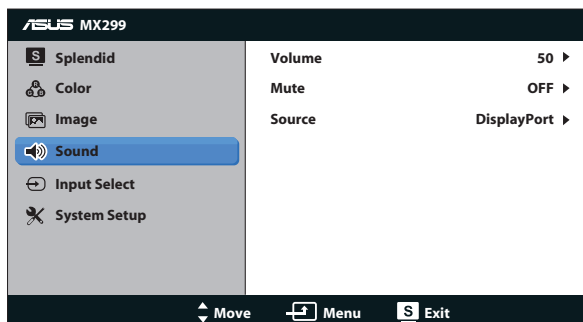 ASUS MX299
S Splendid
Color
Image
Sound
Input Select
System Setup
Volume 50
Mute OFF
Source DisplayPort
Move Menu S Exit